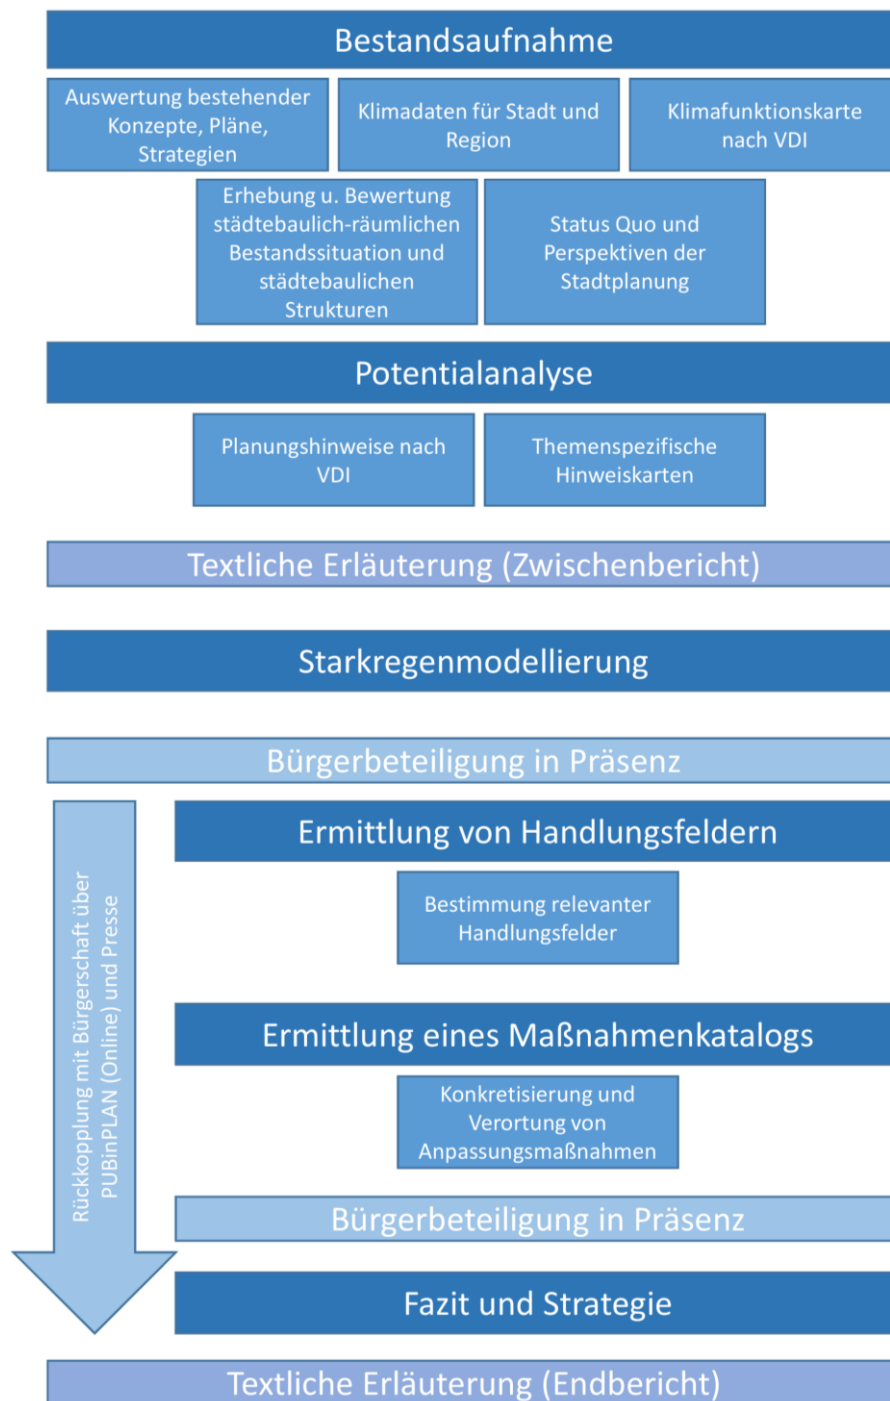 Bestandsaufnahme
Auswertung bestehender
Konzepte, Pläne,
Strategien
Klimadaten für Stadt und
Region
Klimafunktionskarte
nach VDI
Erhebung u. Bewertung
städtebaulich-räumlichen
Bestandssituation und
städtebaulichen
Strukturen
Status Quo und
Perspektiven der
Stadtplanung
Potentialanalyse
Planungshinweise nach
VDI
Themenspezifische
Hinweiskarten
Textliche Erläuterung (Zwischenbericht)
Starkregenmodellierung
Bürgerbeteiligung in Präsenz
Rückkopplung mit Bürgerschaft über
PUBinPLAN (Online) und Presse
Ermittlung von Handlungsfeldern
Bestimmung relevanter
Handlungsfelder
Ermittlung eines Maßnahmenkatalogs
Konkretisierung und
Verortung von
Anpassungsmaßnahmen
Bürgerbeteiligung in Präsenz
Fazit und Strategie
Textliche Erläuterung (Endbericht)